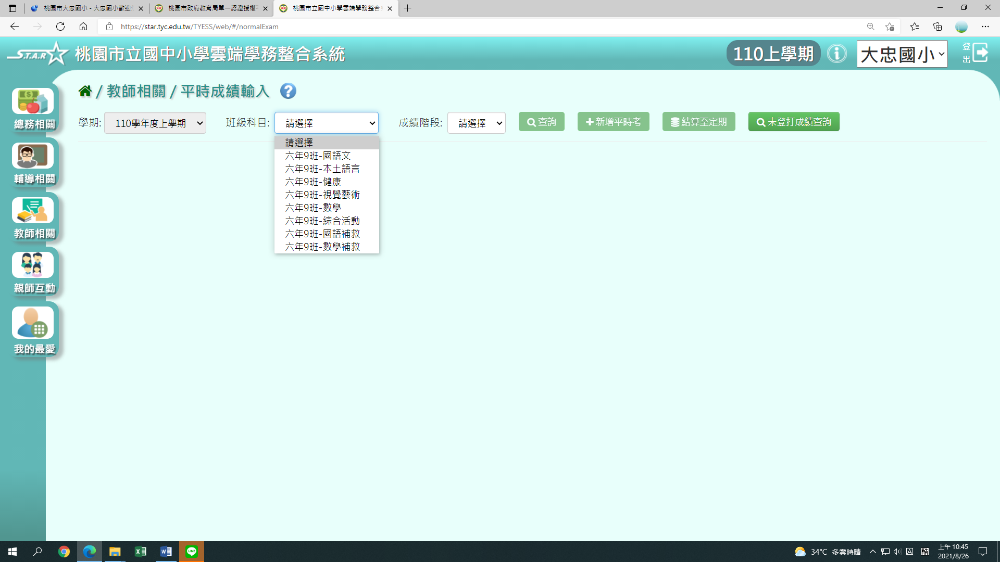 桃園市大忠國小 - 大忠國小歡迎
桃園市政府教育局單一認證授權
桃園市立國中小學雲端學務整合
https://star.tyc.edu.tw/TYESS/web/#/normalExam
S.T.A.R
桃園市立國中小學雲端學務整合系統
110上學期
大忠國小
登出
/ 教師相關 / 平時成績輸入
學期: 110學年度上學期 班級科目: 請選擇 成績階段: 請選擇 查詢 新增平時考 結算至定期 未登打成績查詢
請選擇
六年9班-國語文
六年9班-本土語言
六年9班-健康
六年9班-視覺藝術
六年9班-數學
六年9班-綜合活動
六年9班-國語補救
六年9班-數學補救
總務相關
輔導相關
教師相關
親師互動
我的最愛
LINE
34°C 多雲時晴
上午 10:45
2021/8/26